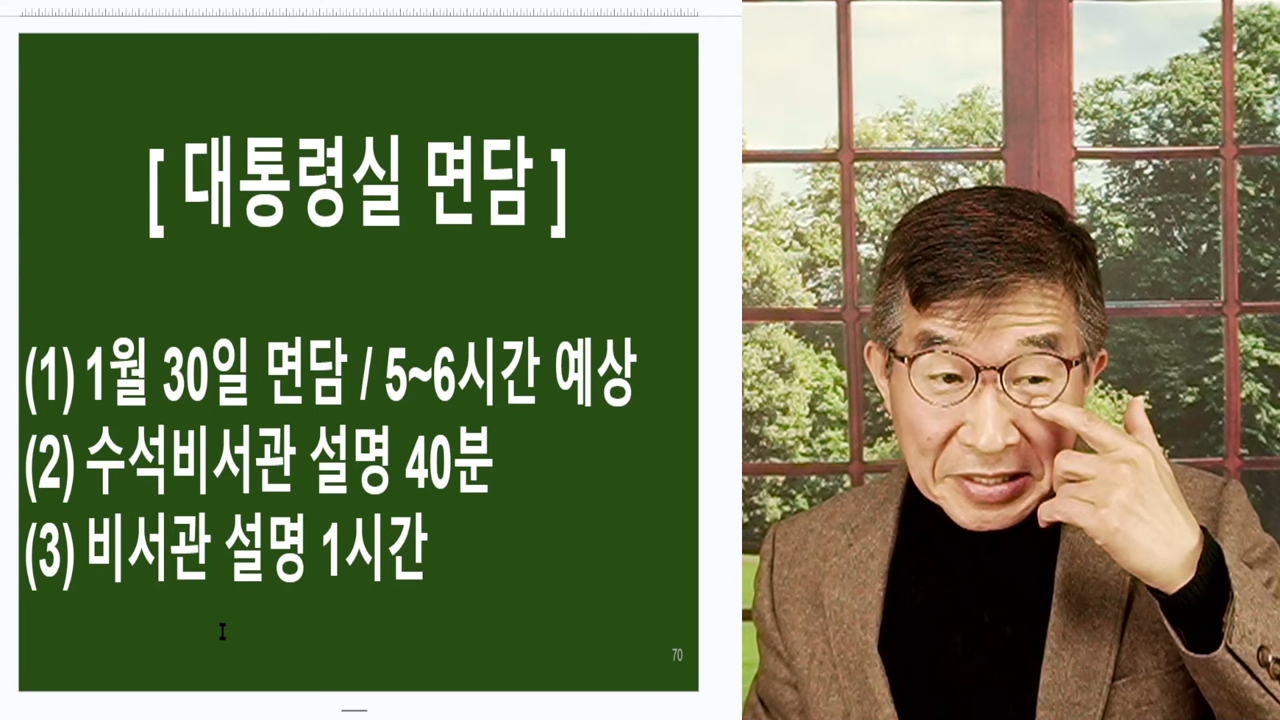 [ 대통령실 면담 ]
(1) 1월 30일 면담 / 5~6시간 예상
(2) 수석비서관 설명 40분
(3) 비서관 설명 1시간
70